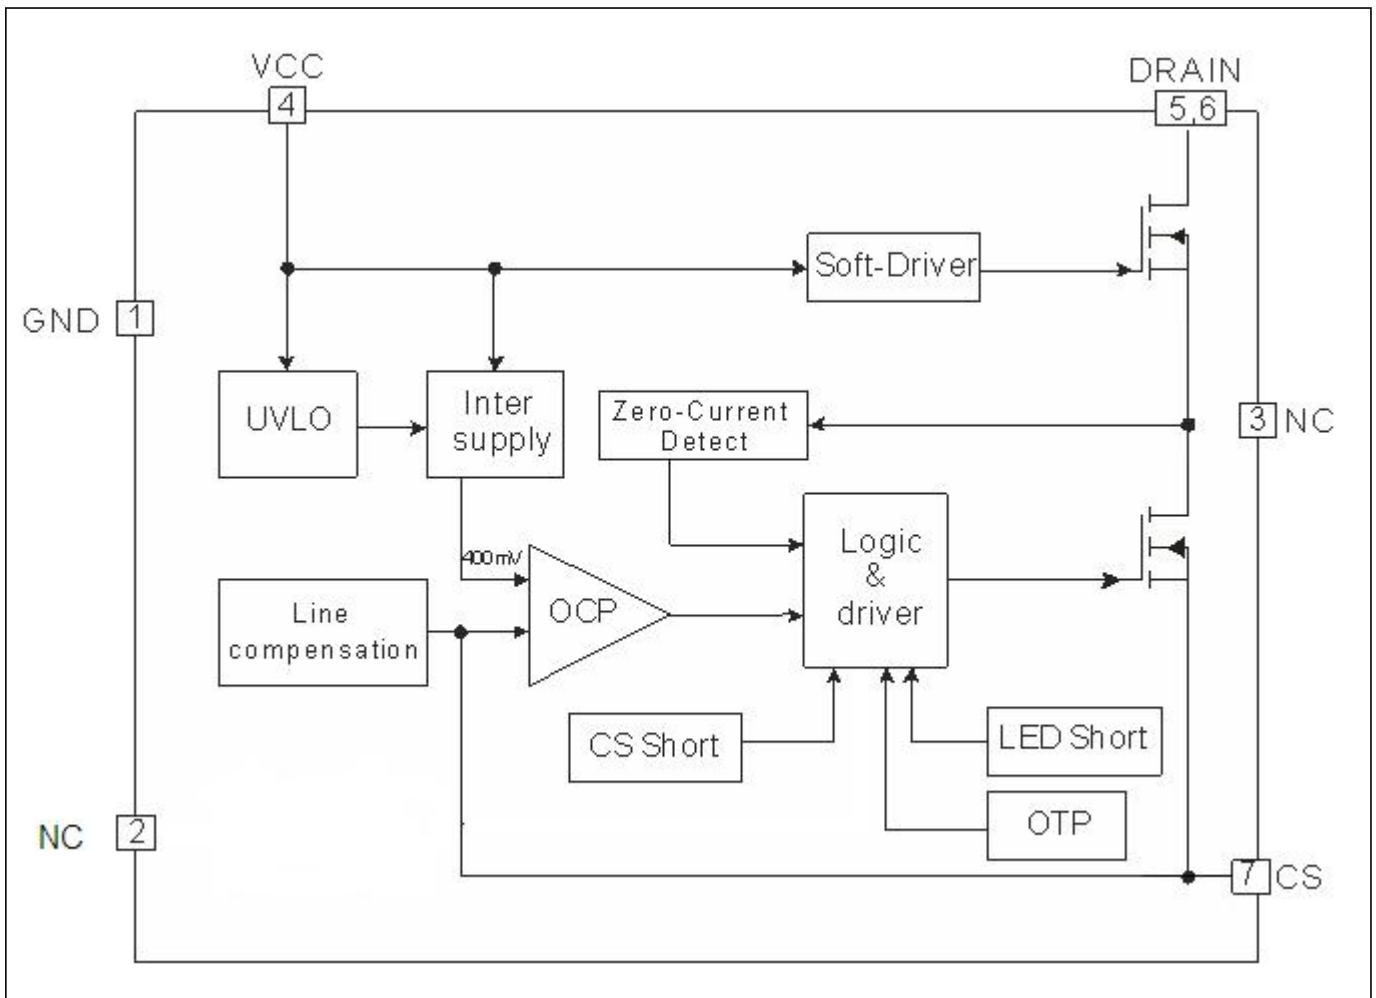 VCC
DRAIN
4
5,6
Soft-Driver
1
GND
UVLO
Inter
supply
Zero-Current
Detect
3
NC
400mV
Logic
&
driver
OCP
Line
compensation
CS Short
LED Short
OTP
2
NC
7
CS